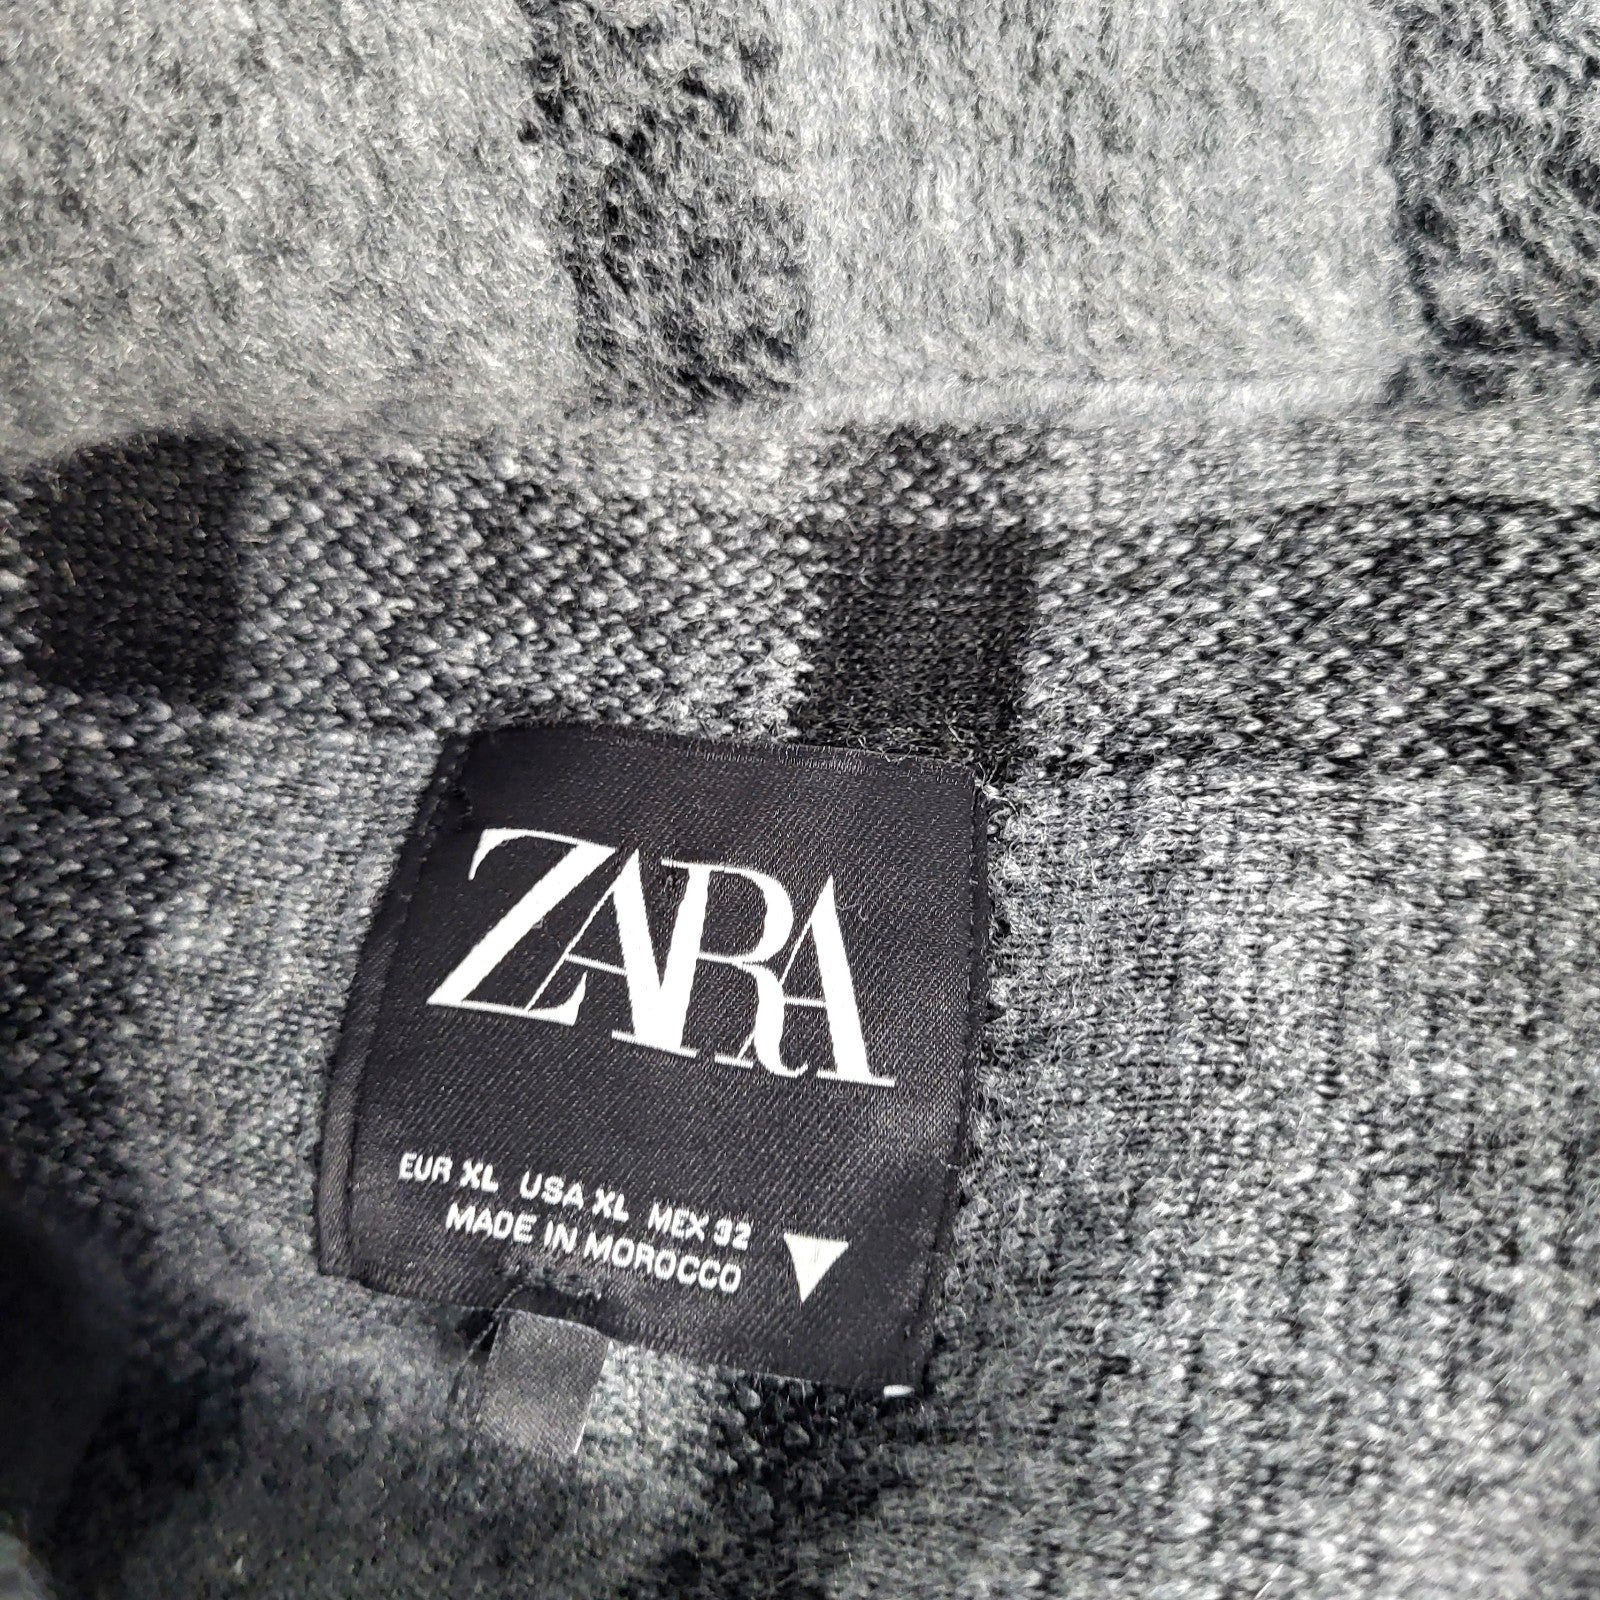 ZARA
EUR XL USA XL MEX 32
MADE IN MOROCCO